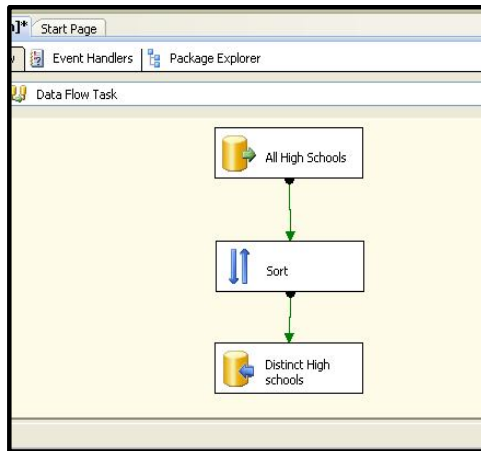 ]* Start Page
Event Handlers Package Explorer
Data Flow Task
All High Schools
Sort
Distinct High
schools